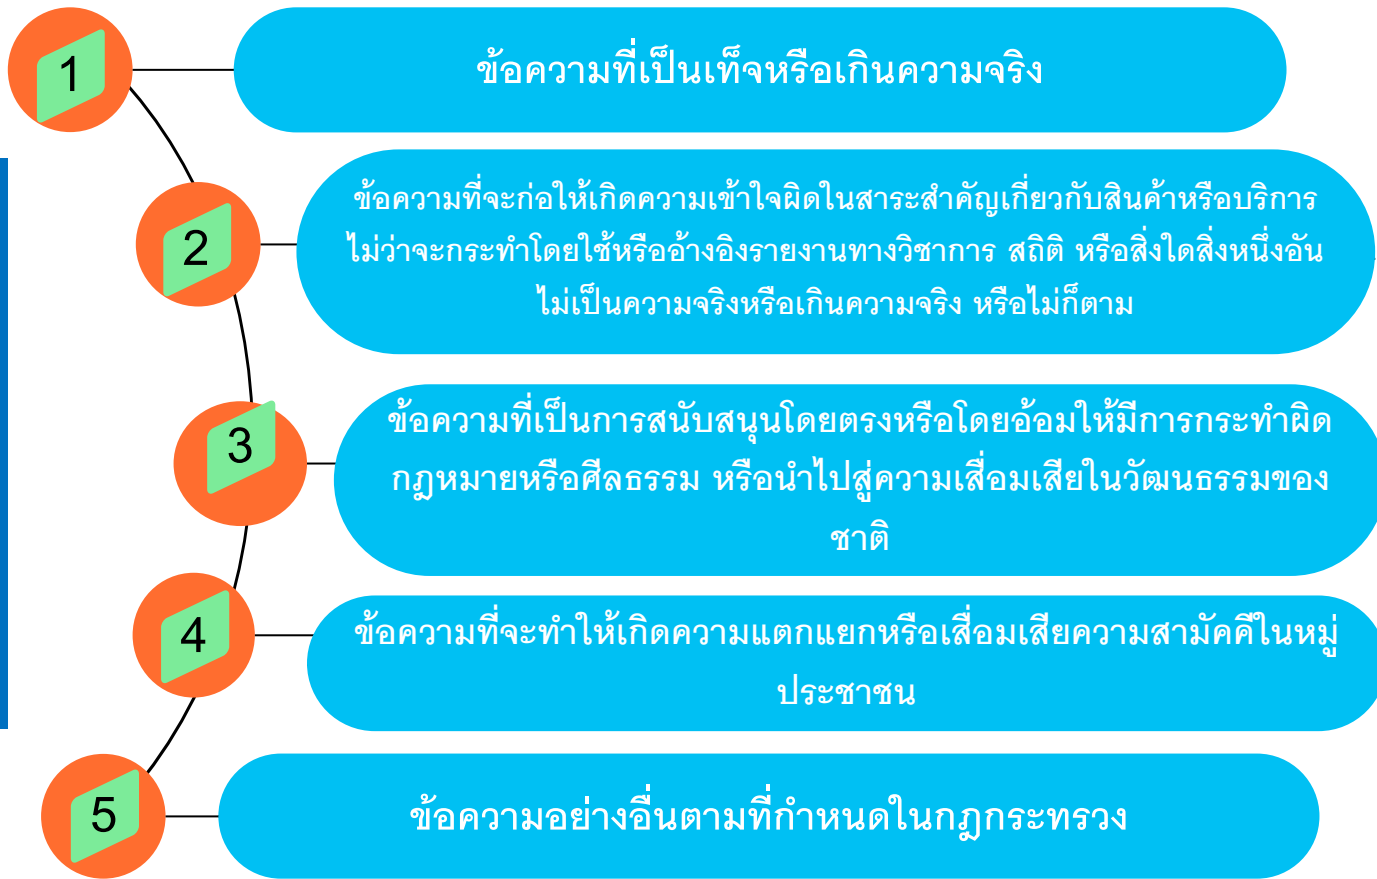 1
ข้อความที่เป็นเท็จหรือเกินความจริง
2
ข้อความที่จะก่อให้เกิดความเข้าใจผิดในสาระสำคัญเกี่ยวกับสินค้าหรือบริการ
ไม่ว่าจะกระทำโดยใช้หรืออ้างอิงรายงานทางวิชาการ สถิติ หรือสิ่งใดสิ่งหนึ่งอัน
ไม่เป็นความจริงหรือเกินความจริง หรือไม่ก็ตาม
3
ข้อความที่เป็นการสนับสนุนโดยตรงหรือโดยอ้อมให้มีการกระทำผิด
กฎหมายหรือศีลธรรม หรือนำไปสู่ความเสื่อมเสียในวัฒนธรรมของ
ชาติ
4
ข้อความที่จะทำให้เกิดความแตกแยกหรือเสื่อมเสียความสามัคคีในหมู่
ประชาชน
5
ข้อความอย่างอื่นตามที่กำหนดในกฎกระทรวง